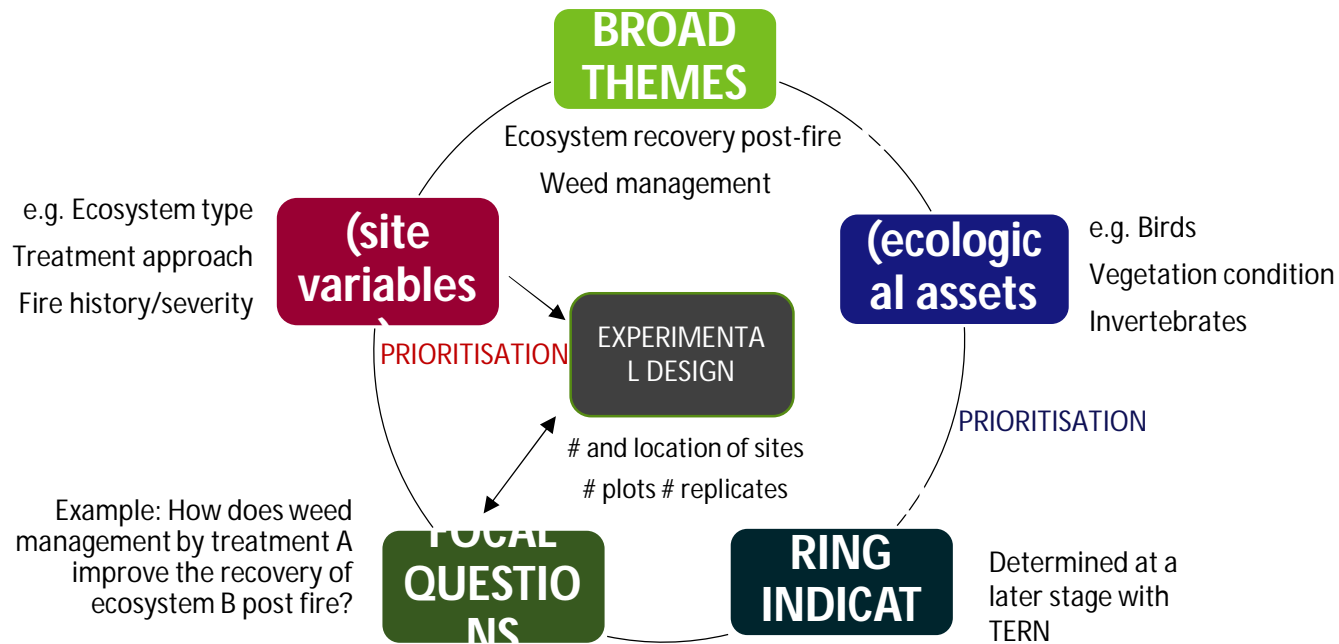 BROAD
THEMES
Ecosystem recovery post-fire
Weed management
e.g. Ecosystem type
Treatment approach
Fire history/severity
(site
variables
)
PRIORITISATION
(ecologic
al assets
e.g. Birds
Vegetation condition
Invertebrates
PRIORITISATION
EXPERIMENTA
L DESIGN
# and location of sites
# plots # replicates
Example: How does weed
management by treatment A
improve the recovery of
ecosystem B post fire?
FOCAL
QUESTIO
NS
RING
INDICAT
Determined at a
later stage with
TERN